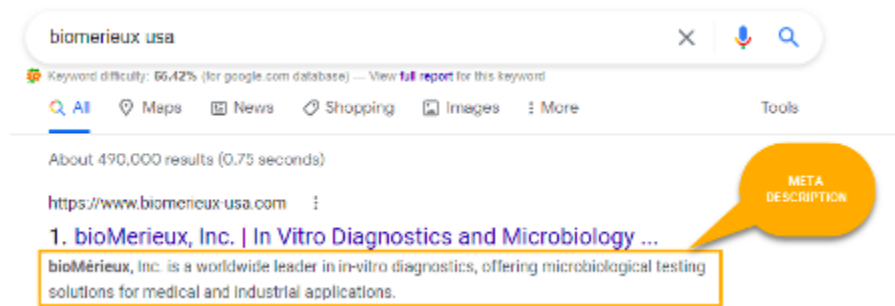 biomerieux usa
Keyword difficulty: 66.42% (for google.com database) — View full report for this keyword
All Maps News Shopping Images More Tools
About 490,000 results (0.75 seconds)
https://www.biomerieux-usa.com
META
DESCRIPTION
1. bioMerieux, Inc. | In Vitro Diagnostics and Microbiology ...
bioMérieux, Inc. is a worldwide leader in in-vitro diagnostics, offering microbiological testing
solutions for medical and industrial applications.